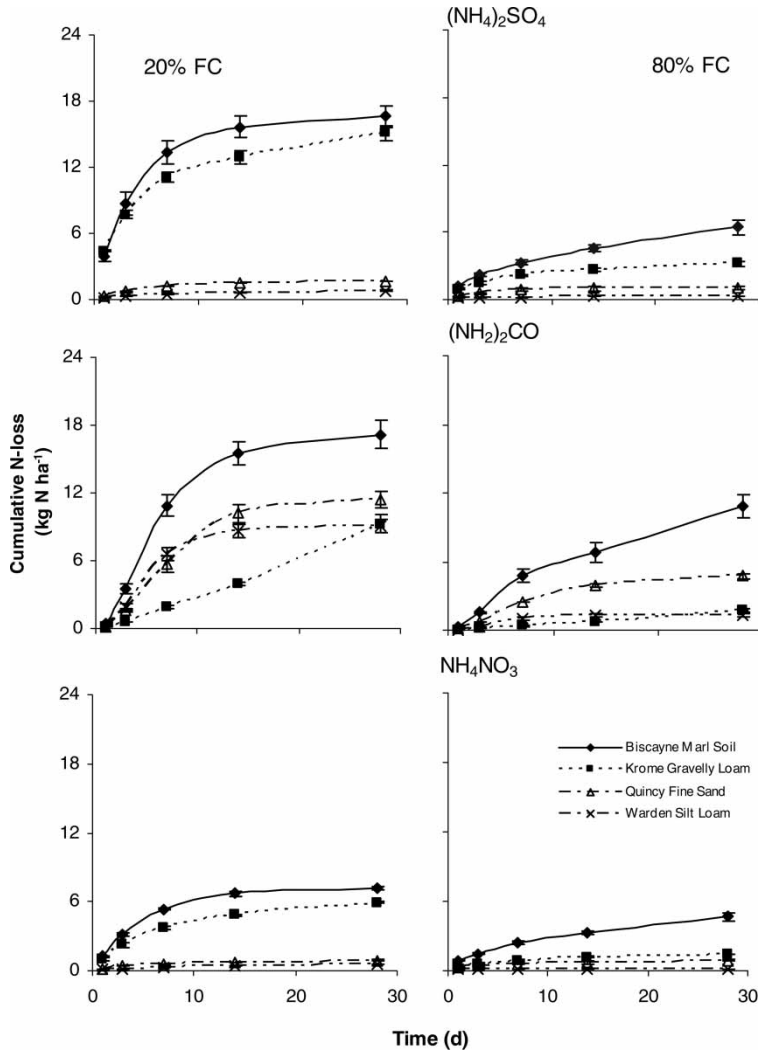 (NH4)2SO4
20% FC
80% FC
24
18
12
6
0
(NH2)2CO
24
18
12
6
0
Cumulative N-loss
(kg N ha-1)
NH4NO3
24
18
12
6
0
Biscayne Marl Soil
Krome Gravelly Loam
Quincy Fine Sand
Warden Silt Loam
0 10 20 30 0 10 20 30
Time (d)